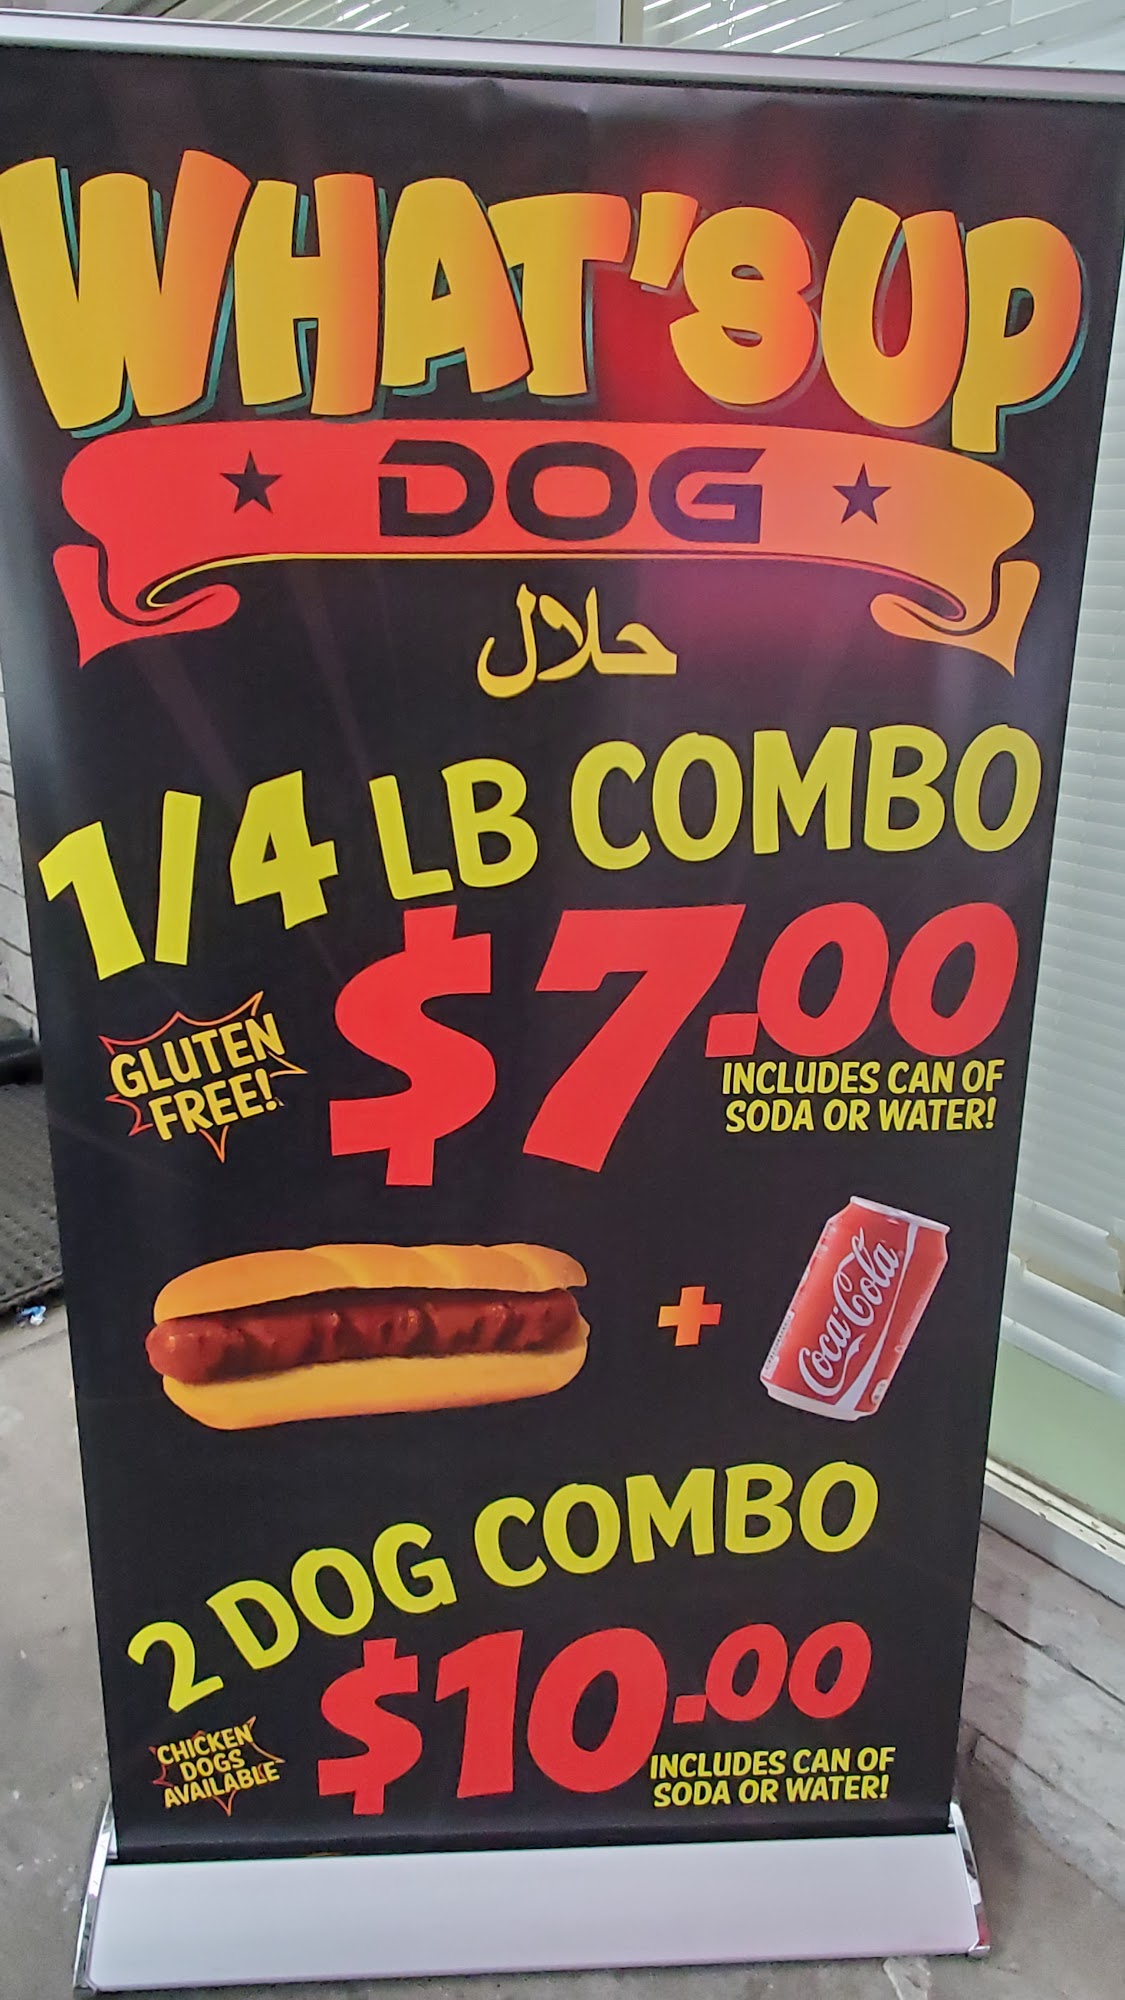 WHAT'S UP
DOG
حلال
1/4 LB COMBO
$7.00
GLUTEN
FREE!
INCLUDES CAN OF
SODA OR WATER!
Coca-Cola
2 DOG COMBO
$10.00
CHICKEN
DOGS
AVAILABLE
INCLUDES CAN OF
SODA OR WATER!